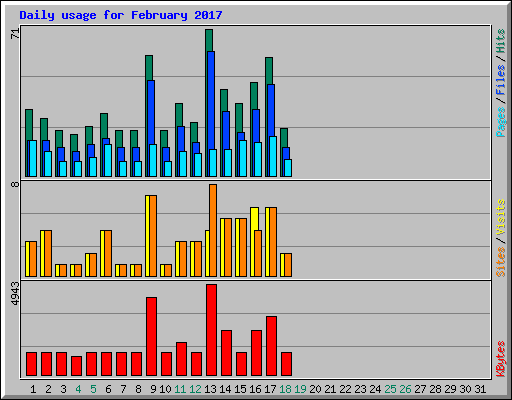 Daily usage for February 2017
71
Pages / Files / Hits
8
Sites / Visits
4943
KBytes
1 2 3 4 5 6 7 8 9 10 11 12 13 14 15 16 17 18 19 20 21 22 23 24 25 26 27 28 29 30 31